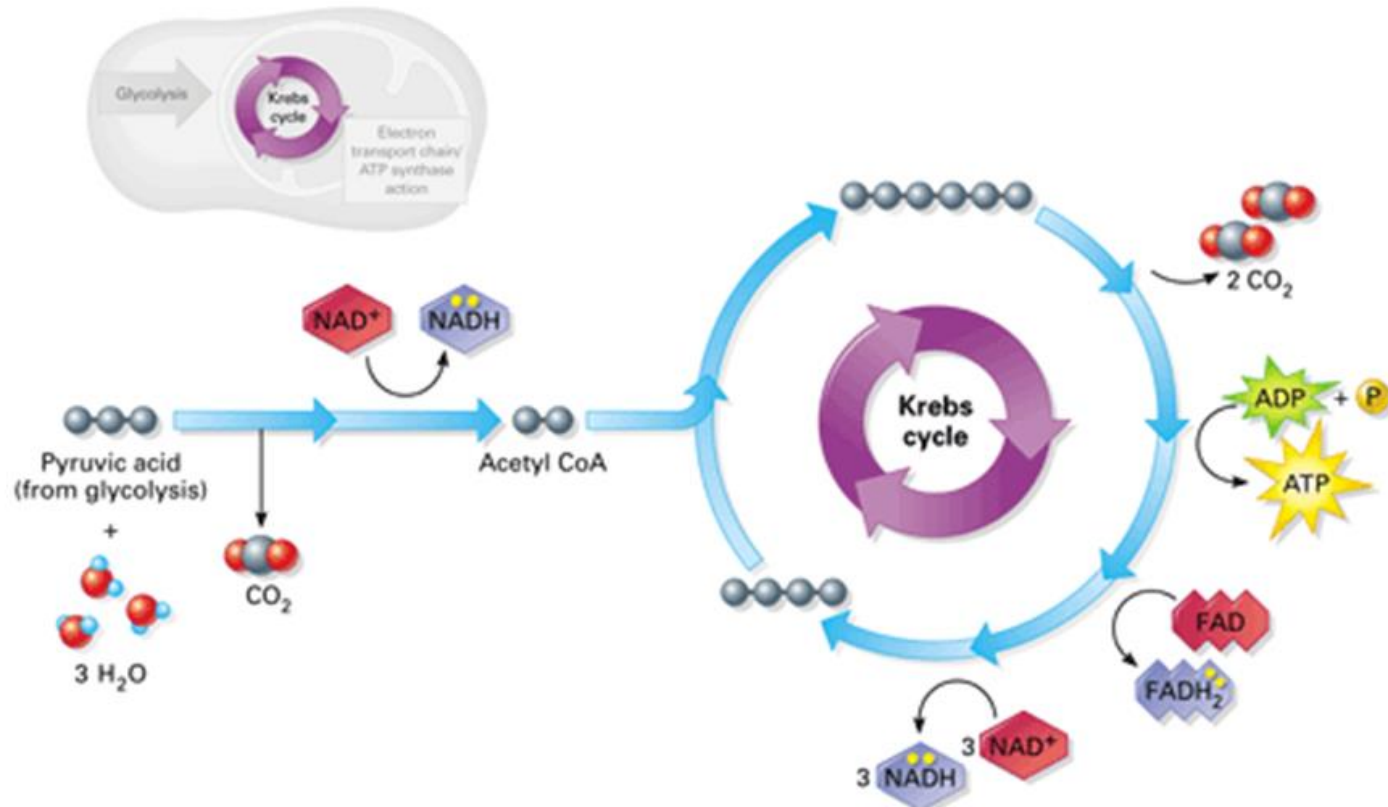 Glycolysis
Krebs
cycle
Electron
transport chain/
ATP synthase
action
NAD⁺
NADH
Pyruvic acid
(from glycolysis)
+
3 H₂O
CO₂
Acetyl CoA
Krebs
cycle
2 CO₂
ADP + P
ATP
FAD
FADH₂
3 NAD⁺
3 NADH